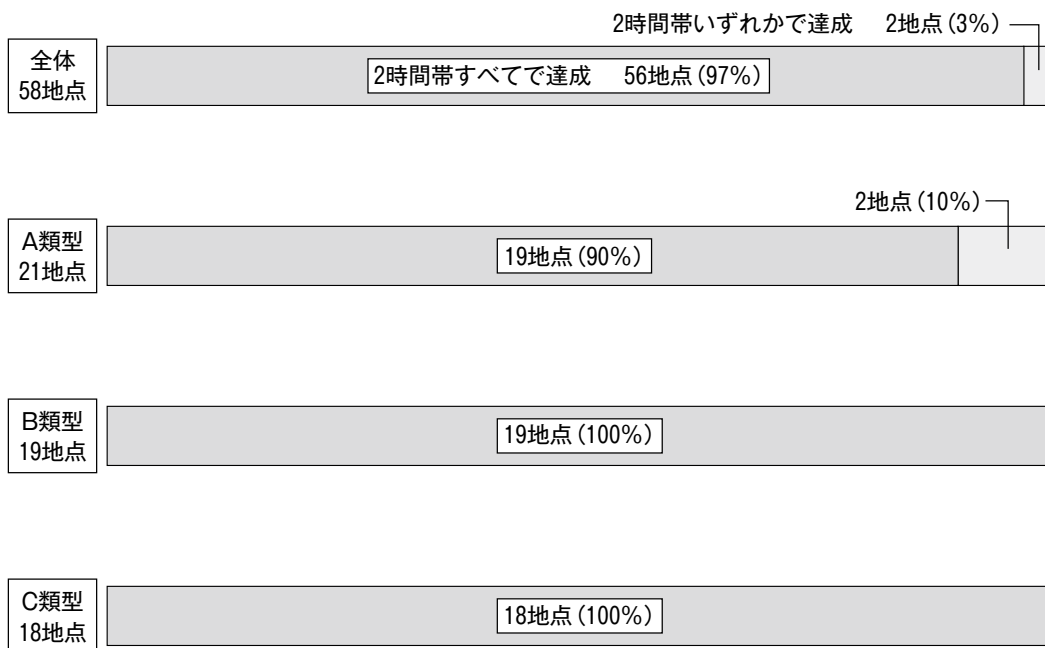 2時間帯いずれかで達成　2地点(3%)
全体
58地点
2時間帯すべてで達成　56地点(97%)
2地点(10%)
A類型
21地点
19地点(90%)
B類型
19地点
19地点(100%)
C類型
18地点
18地点(100%)